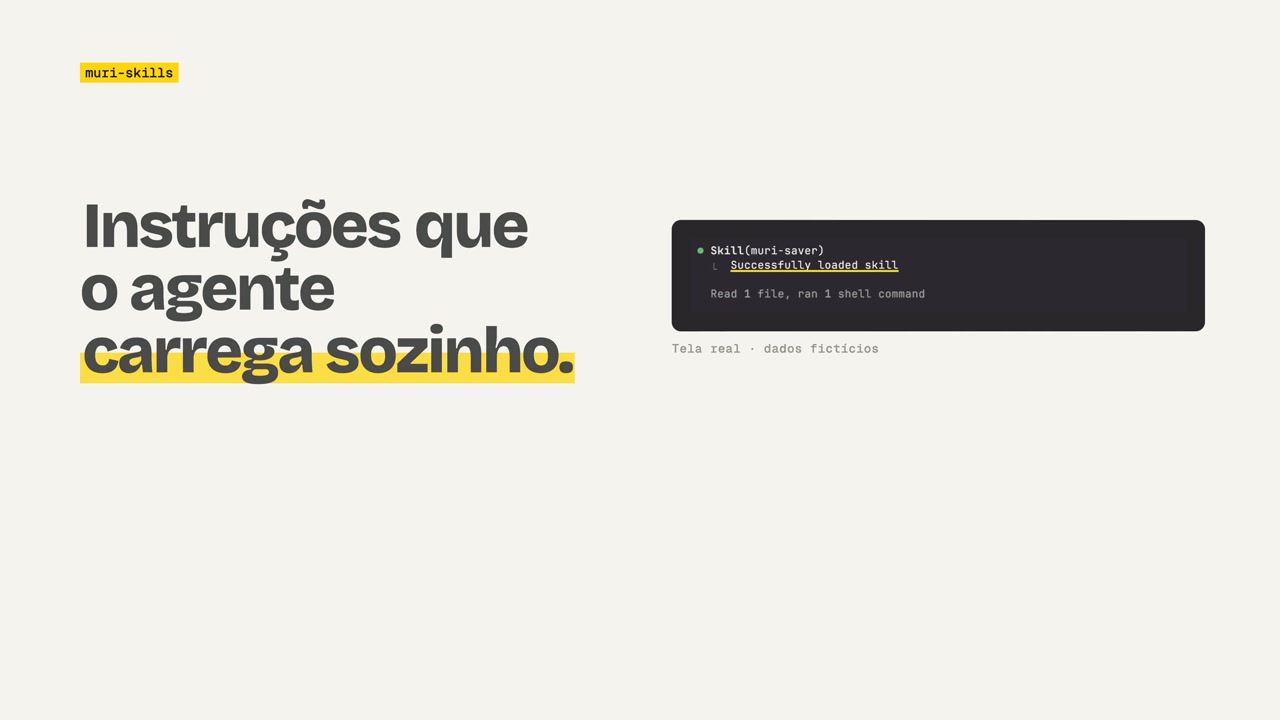 muri-skills
Instruções que
o agente
carrega sozinho.
Skill(muri-saver)
└ Successfully loaded skill
Read 1 file, ran 1 shell command
Tela real · dados fictícios